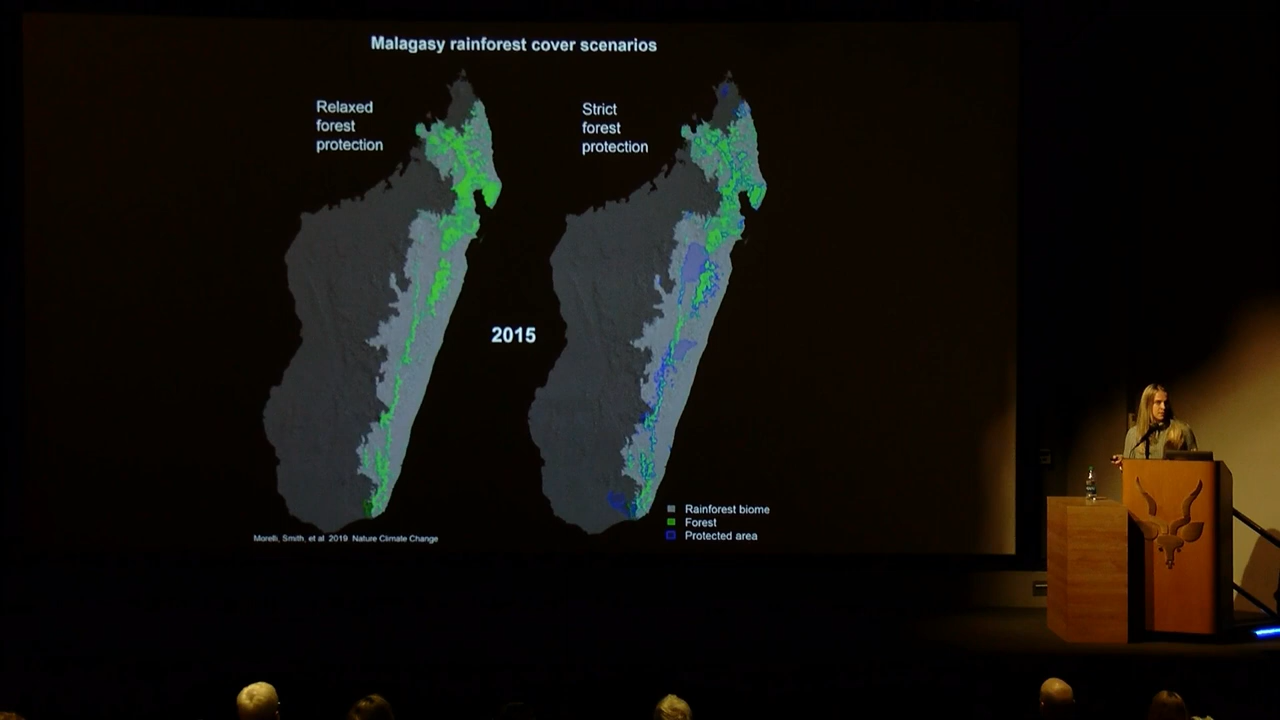 Malagasy rainforest cover scenarios
Relaxed
forest
protection
Strict
forest
protection
2015
Rainforest biome
Forest
Protected area
Morelli, Smith, et al 2019 Nature Climate Change